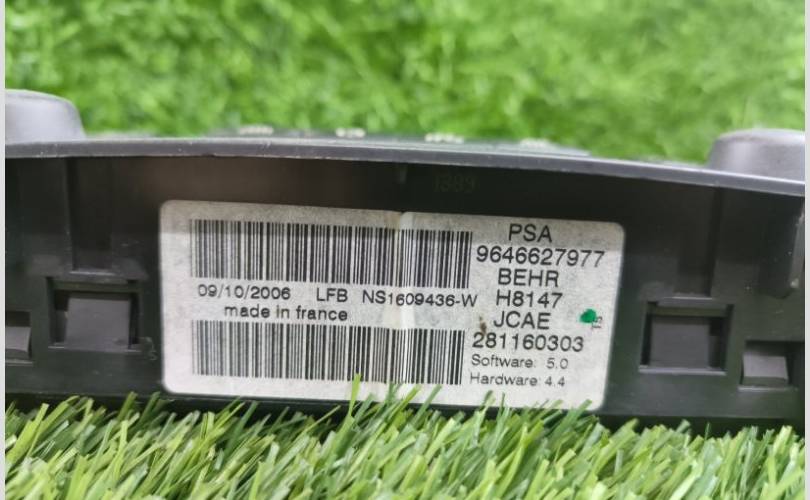 1389
PSA
9646627977
BEHR
09/10/2006 LFB NS1609436-W H8147
made in france JCAE
281160303
Software: 5.0
Hardware: 4.4